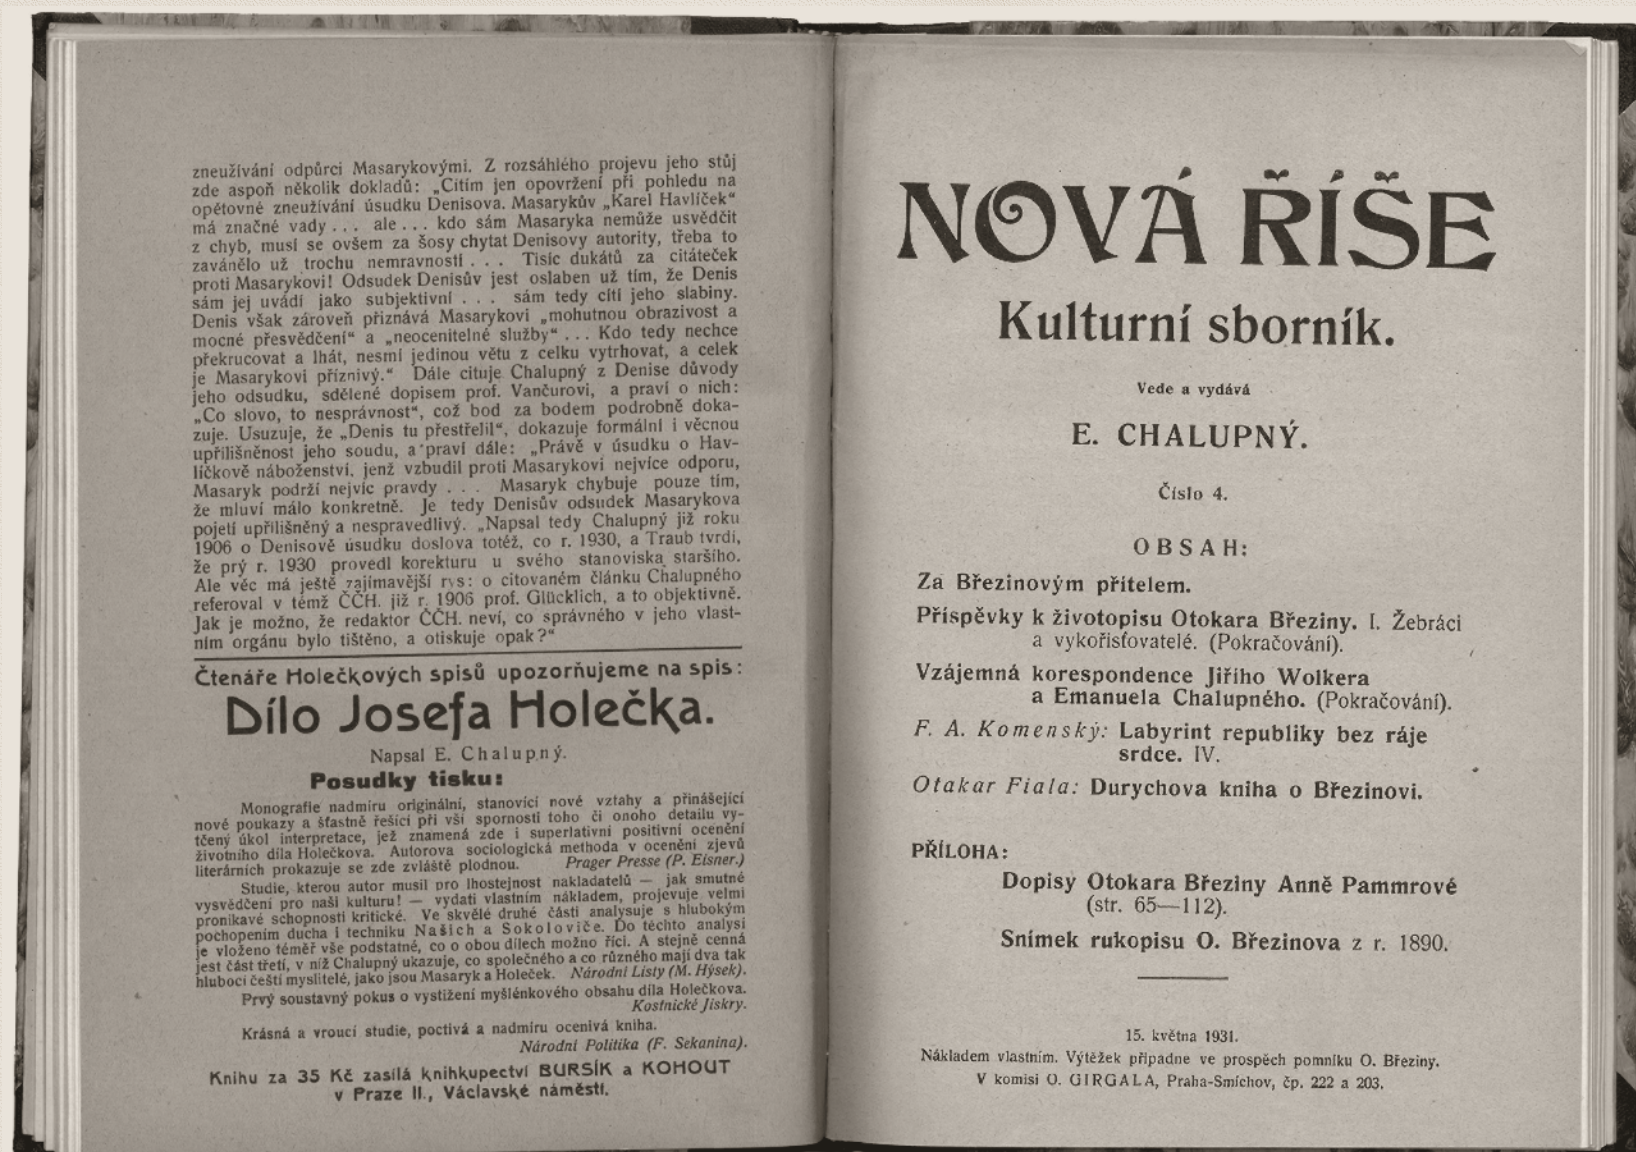 zneužívání odpůrci Masarykovými. Z rozsáhlého projevu jeho stůj
zde aspoň několik dokladů: „Cítím jen opovržení při pohledu na
opětovné zneužívání úsudku Denisova. Masarykův „Karel Havlíček“
má značné vady . . . ale . . . kdo sám Masaryka nemůže usvědčit
z chyb, musí se ovšem za šosy chytat Denisovy autority, třeba to
zavánělo už trochu nemravností . . . Tisíc dukátů za citáteček
proti Masarykovi! Odsudek Denisův jest oslaben už tím, že Denis
sám jej uvádí jako subjektivní . . . sám tedy cítí jeho slabiny.
Denis však zároveň přiznává Masarykovi „mohutnou obrazivost a
mocné přesvědčení“ a „neocenitelné služby“ . . . Kdo tedy nechce
překrucovat a lhát, nesmí jedinou větu z celku vytrhovat, a celek
je Masarykovi příznivý.“ Dále cituje Chalupný z Denise důvody
jeho odsudku, sdělené dopisem prof. Vančurovi, a praví o nich:
„Co slovo, to nesprávnost“, což bod za bodem podrobně doka-
zuje. Usuzuje, že „Denis tu přestřelil“, dokazuje formální i věcnou
upřílišněnost jeho soudu, a praví dále: „Právě v úsudku o Hav-
líčkově náboženství, jenž vzbudil proti Masarykovi nejvíce odporu,
Masaryk podrží nejvíc pravdy . . . Masaryk chybuje pouze tím,
že mluví málo konkretně. Je tedy Denisův odsudek Masarykova
pojetí upřílišněný a nespravedlivý. „Napsal tedy Chalupný již roku
1906 o Denisově úsudku doslova totéž, co r. 1930, a Traub tvrdí,
že prý r. 1930 provedl korekturu u svého stanoviska staršího.
Ale věc má ještě zajímavější rys: o citovaném článku Chalupného
referoval v témž ČČH. již r. 1906 prof. Glücklich, a to objektivně.
Jak je možno, že redaktor ČČH. neví, co správného v jeho vlast-
ním orgánu bylo tištěno, a otiskuje opak?“
Čtenáře Holečkových spisů upozorňujeme na spis:
Dílo Josefa Holečka.
Napsal E. Chalupný.
Posudky tisku:
Monografie nadmíru originální, stanovící nové vztahy a přinášející
nové poukazy a šťastně řešící při vší spornosti toho či onoho detailu vy-
tčený úkol interpretace, jež znamená zde i superlativní positivní ocenění
životního díla Holečkova. Autorova sociologická methoda v ocenění zjevů
literárních prokazuje se zde zvláště plodnou. Prager Presse (P. Eisner.)
Studie, kterou autor musil pro lhostejnost nakladatelů — jak smutné
vysvědčení pro naši kulturu! — vydati vlastním nákladem, projevuje velmi
pronikavé schopnosti kritické. Ve skvělé druhé části analysuje s hlubokým
pochopením ducha i techniku Našich a Sokoloviče. Do těchto analysí
je vloženo téměř vše podstatné, co o obou dílech možno říci. A stejně cenná
jest část třetí, v níž Chalupný ukazuje, co společného a co různého mají dva tak
hlubocí čeští myslitelé, jako jsou Masaryk a Holeček. Národní Listy (M. Hýsek).
Prvý soustavný pokus o vystižení myšlénkového obsahu díla Holečkova.
Kostnické Jiskry.
Krásná a vroucí studie, poctivá a nadmíru ocenivá kniha.
Národní Politika (F. Sekanina).
Knihu za 35 Kč zasílá knihkupectví BURSÍK a KOHOUT
v Praze II., Václavské náměstí.
NOVÁ ŘÍŠE
Kulturní sborník.
Vede a vydává
E. CHALUPNÝ.
Číslo 4.
OBSAH:
Za Březinovým přítelem.
Příspěvky k životopisu Otokara Březiny. I. Žebráci
a vykořisťovatelé. (Pokračování).
Vzájemná korespondence Jiřího Wolkera
a Emanuela Chalupného. (Pokračování).
F. A. Komenský: Labyrint republiky bez ráje
srdce. IV.
Otakar Fiala: Durychova kniha o Březinovi.
PŘÍLOHA:
Dopisy Otokara Březiny Anně Pammrové
(str. 65—112).
Snímek rukopisu O. Březinova z r. 1890.
15. května 1931.
Nákladem vlastním. Výtěžek připadne ve prospěch pomníku O. Březiny.
V komisi O. GIRGALA, Praha-Smíchov, čp. 222 a 203.